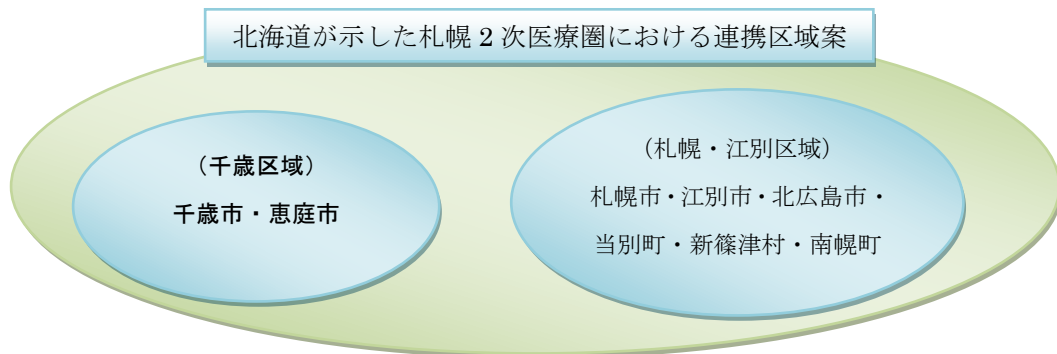 北海道が示した札幌2次医療圏における連携区域案
(千歳区域)
千歳市・恵庭市
(札幌・江別区域)
札幌市・江別市・北広島市・
当別町・新篠津村・南幌町